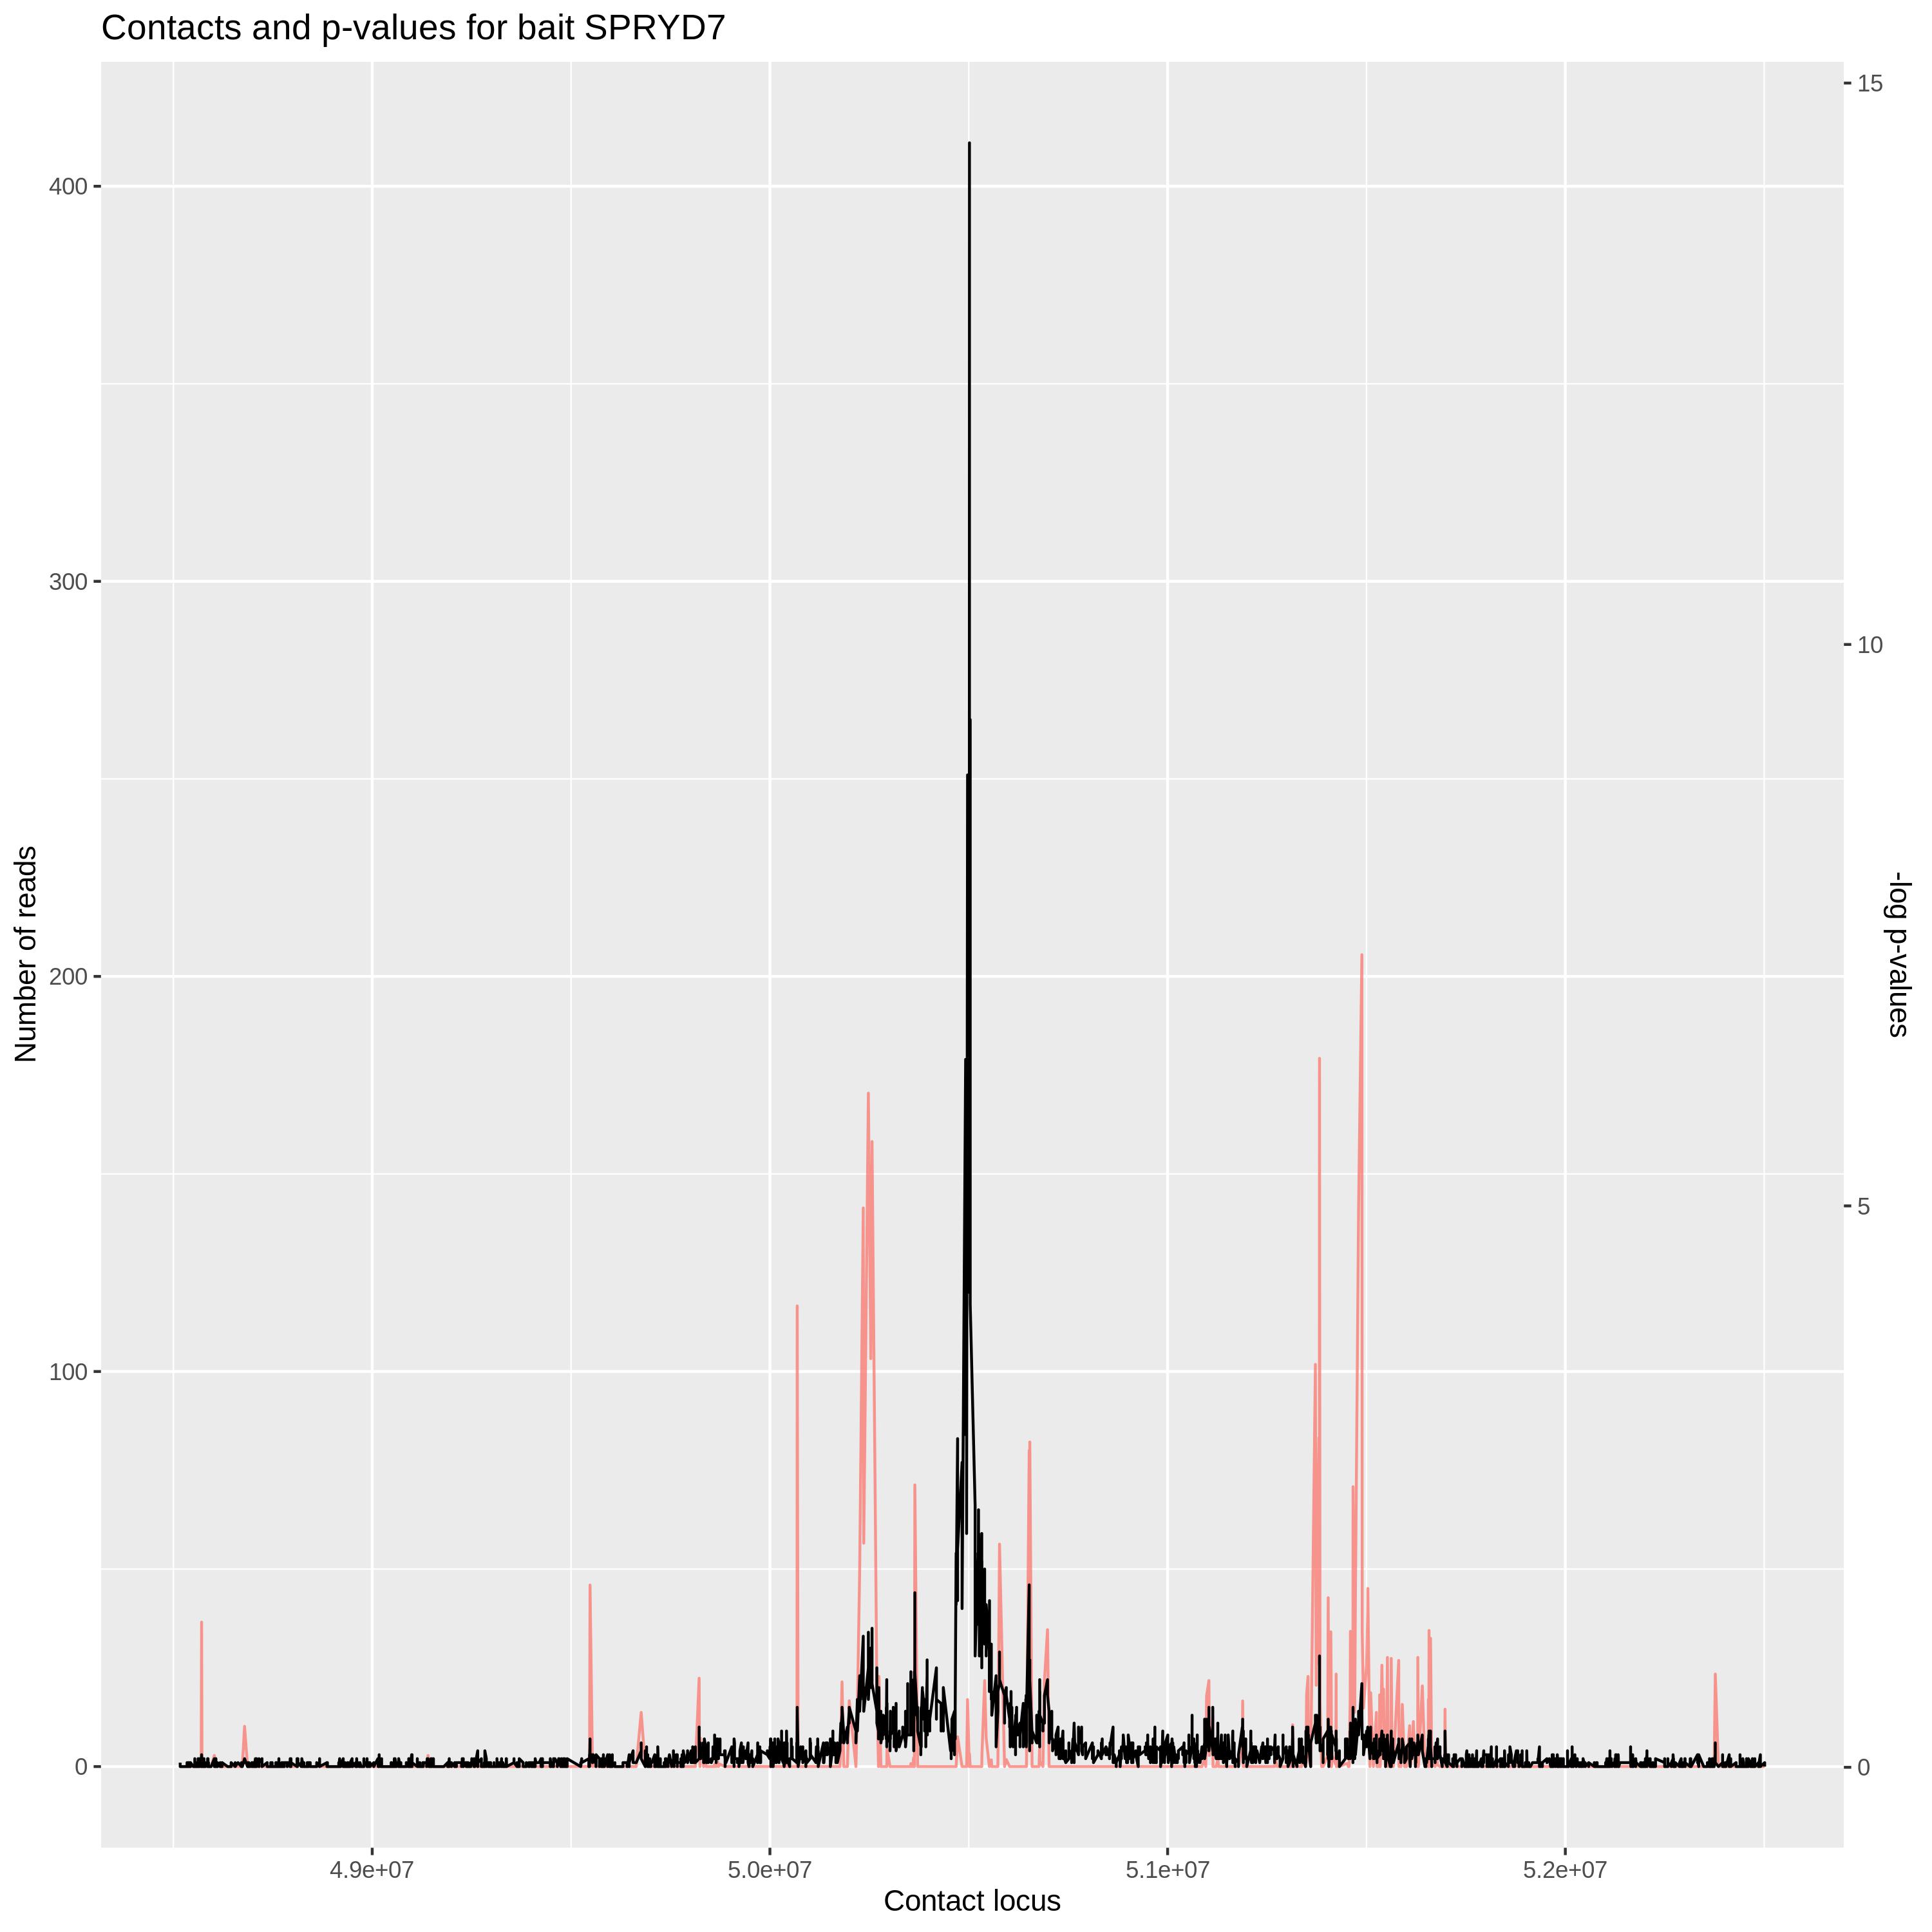 Contacts and p-values for bait SPRYD7
Number of reads
400
300
200
100
0
15
10
5
0
-log p-values
4.9e+07
5.0e+07
5.1e+07
5.2e+07
Contact locus